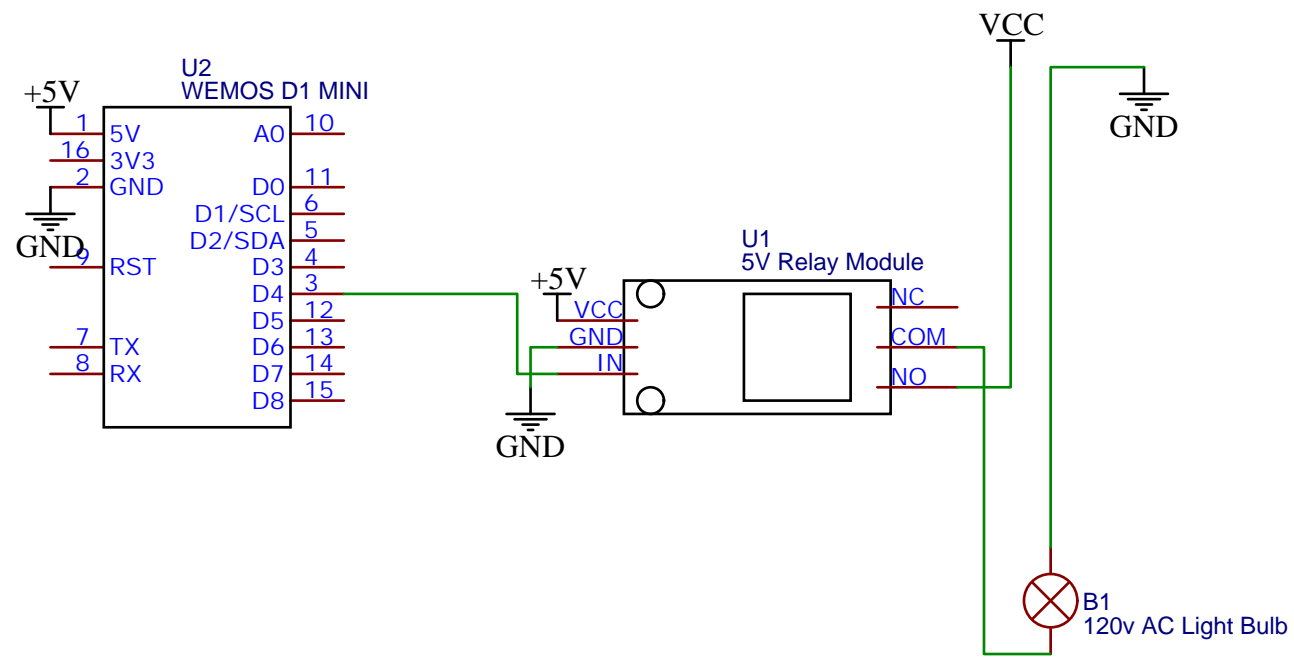 VCC
U2
WEMOS D1 MINI
+5V
1
5V
A0
10
16
3V3
2
GND
D0
11
D1/SCL
6
GND
9
RST
D2/SDA
5
D3
4
D4
3
D5
12
7
TX
D6
13
8
RX
D7
14
D8
15
GND
U1
5V Relay Module
+5V
VCC
GND
IN
NC
COM
NO
GND
B1
120v AC Light Bulb